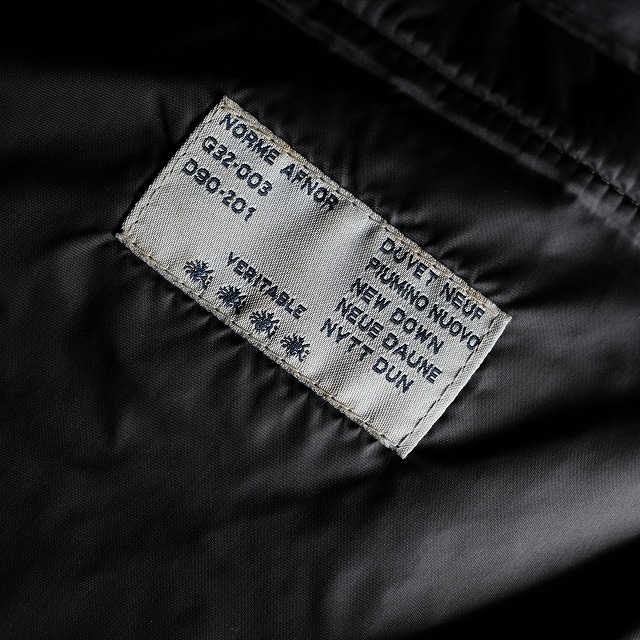 NORME AFNOR
G32-003
D90-201
VERITABLE
DUVET NEUF
PIUMINO NUOVO
NEW DOWN
NEUE DAUNE
NYTT DUN